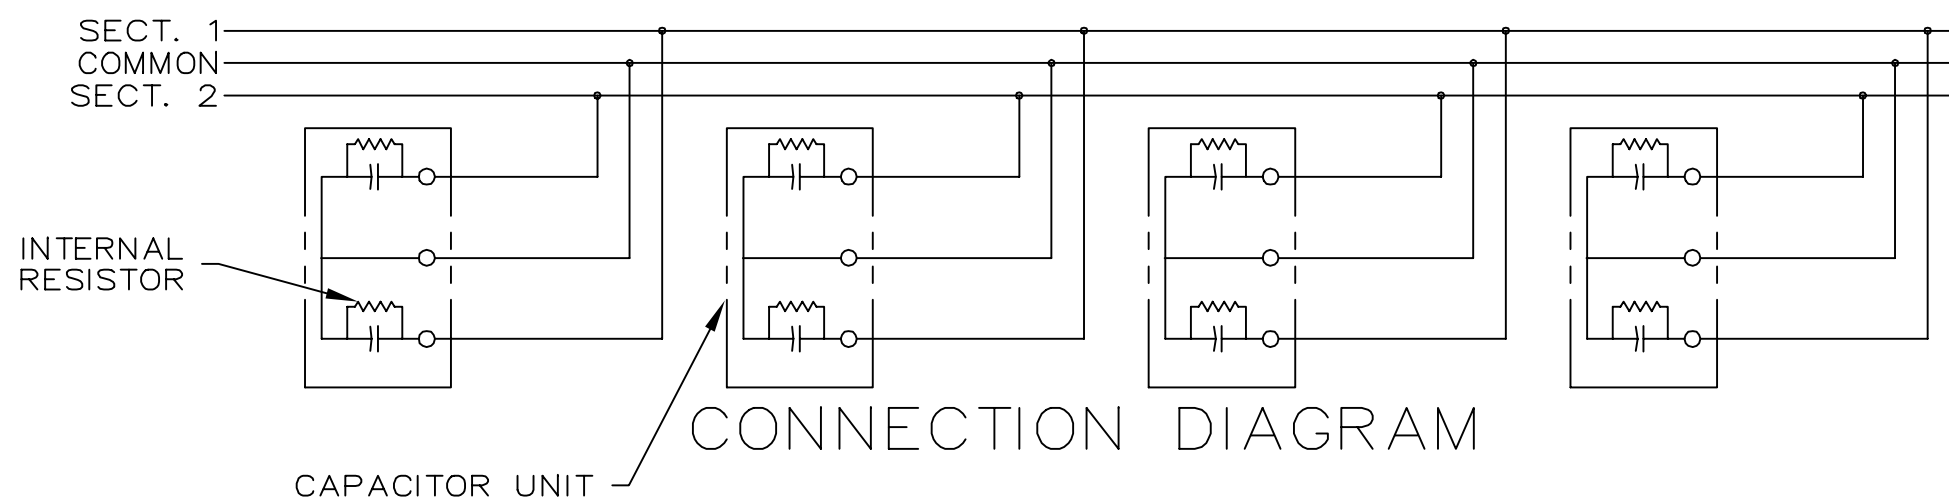 SECT. 1
COMMON
SECT. 2
INTERNAL
RESISTOR
CONNECTION DIAGRAM
CAPACITOR UNIT